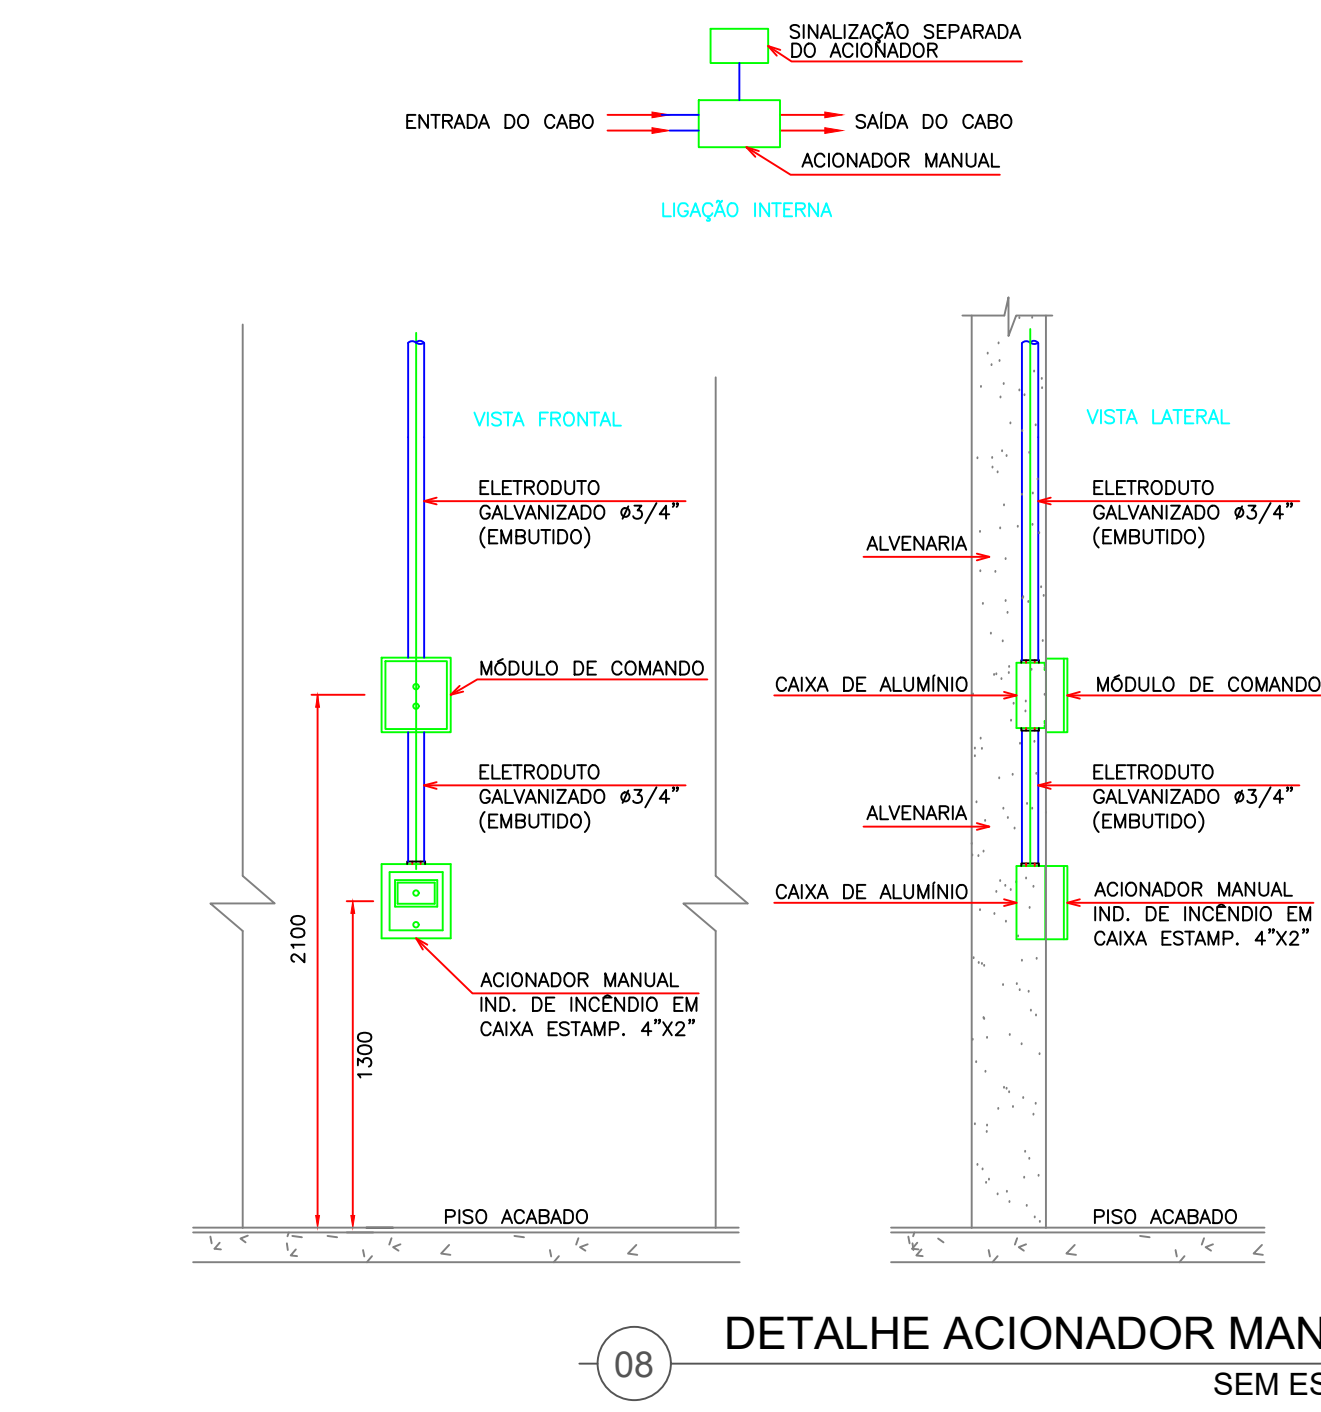 SINALIZAÇÃO SEPARADA
DO ACIONADOR
ENTRADA DO CABO
SAÍDA DO CABO
ACIONADOR MANUAL
LIGAÇÃO INTERNA
VISTA FRONTAL
ELETRODUTO
GALVANIZADO ø3/4"
(EMBUTIDO)
MÓDULO DE COMANDO
ELETRODUTO
GALVANIZADO ø3/4"
(EMBUTIDO)
2100
1300
ACIONADOR MANUAL
IND. DE INCÊNDIO EM
CAIXA ESTAMP. 4"X2"
PISO ACABADO
VISTA LATERAL
ELETRODUTO
GALVANIZADO ø3/4"
(EMBUTIDO)
ALVENARIA
CAIXA DE ALUMÍNIO
MÓDULO DE COMANDO
ELETRODUTO
GALVANIZADO ø3/4"
(EMBUTIDO)
ALVENARIA
CAIXA DE ALUMÍNIO
ACIONADOR MANUAL
IND. DE INCÊNDIO EM
CAIXA ESTAMP. 4"X2"
PISO ACABADO
08
DETALHE ACIONADOR MAN
SEM ES